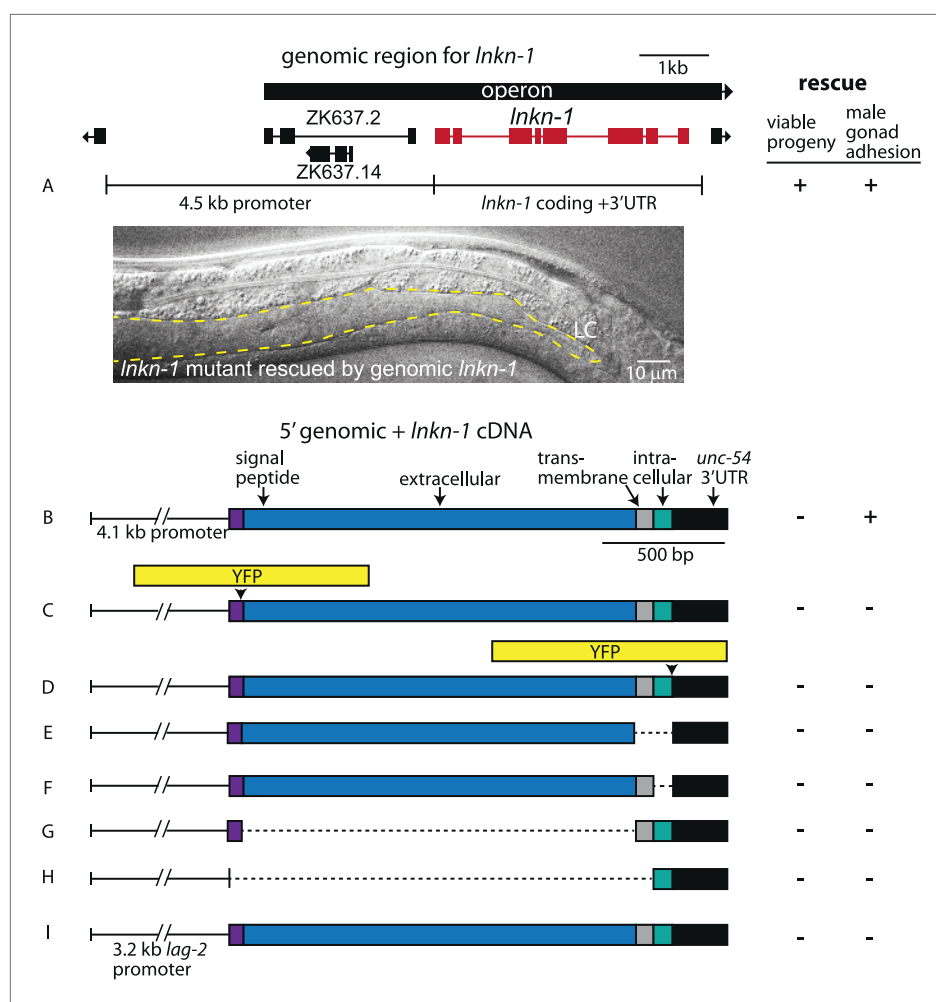 genomic region for lnkn-1
1kb
operon
rescue
ZK637.2
lnkn-1
viable progeny
male gonad adhesion
ZK637.14
A
+
+
4.5 kb promoter
lnkn-1 coding +3'UTR
LC
lnkn-1 mutant rescued by genomic lnkn-1
10 µm
5' genomic + lnkn-1 cDNA
signal peptide
extracellular
trans-membrane
intra-cellular
unc-54 3'UTR
B
4.1 kb promoter
-
+
500 bp
YFP
C
-
-
YFP
D
-
-
E
-
-
F
-
-
G
-
-
H
-
-
I
-
-
3.2 kb lag-2 promoter